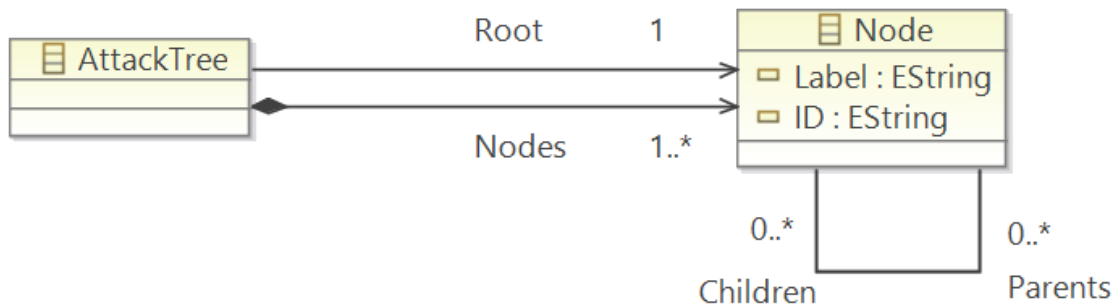 AttackTree
Root 1
Nodes 1..*
Node
Label : EString
ID : EString
0..*
Children
0..*
Parents